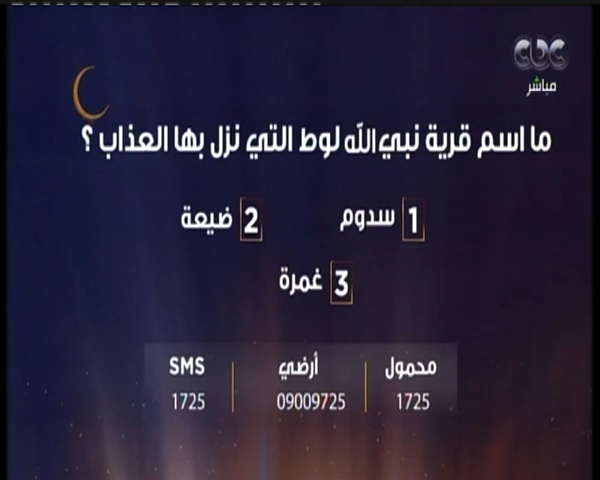 cbc
مباشر
ما اسم قرية نبي الله لوط التي نزل بها العذاب ؟
1 سدوم
2 ضيعة
3 غمرة
محمول أرضي SMS
1725 09009725 1725